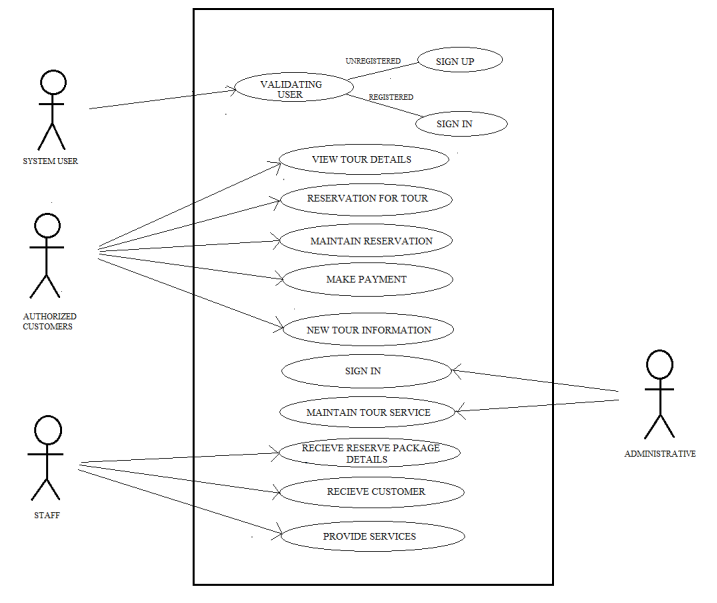 UNREGISTERED
SIGN UP
VALIDATING
USER
REGISTERED
SIGN IN
SYSTEM USER
VIEW TOUR DETAILS
RESERVATION FOR TOUR
MAINTAIN RESERVATION
MAKE PAYMENT
AUTHORIZED
CUSTOMERS
NEW TOUR INFORMATION
SIGN IN
MAINTAIN TOUR SERVICE
ADMINISTRATIVE
RECIEVE RESERVE PACKAGE
DETAILS
RECIEVE CUSTOMER
STAFF
PROVIDE SERVICES